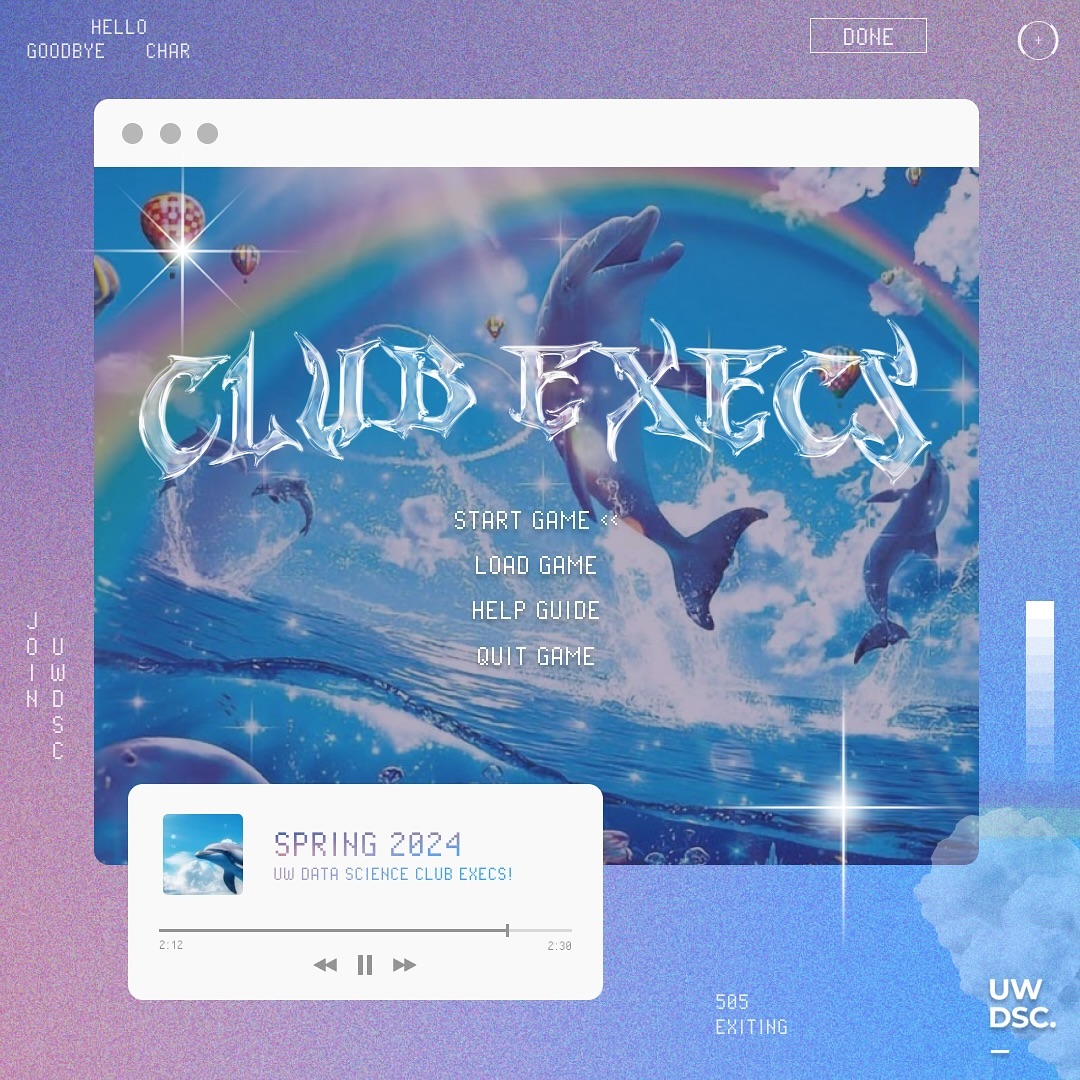 HELLO
GOODBYE CHAR
DONE
+
CLUB EXECS
START GAME <<
LOAD GAME
HELP GUIDE
QUIT GAME
JOIN
UWDSC
SPRING 2024
UW DATA SCIENCE CLUB EXECS!
2:12
2:30
505
EXITING
UW
DSC.